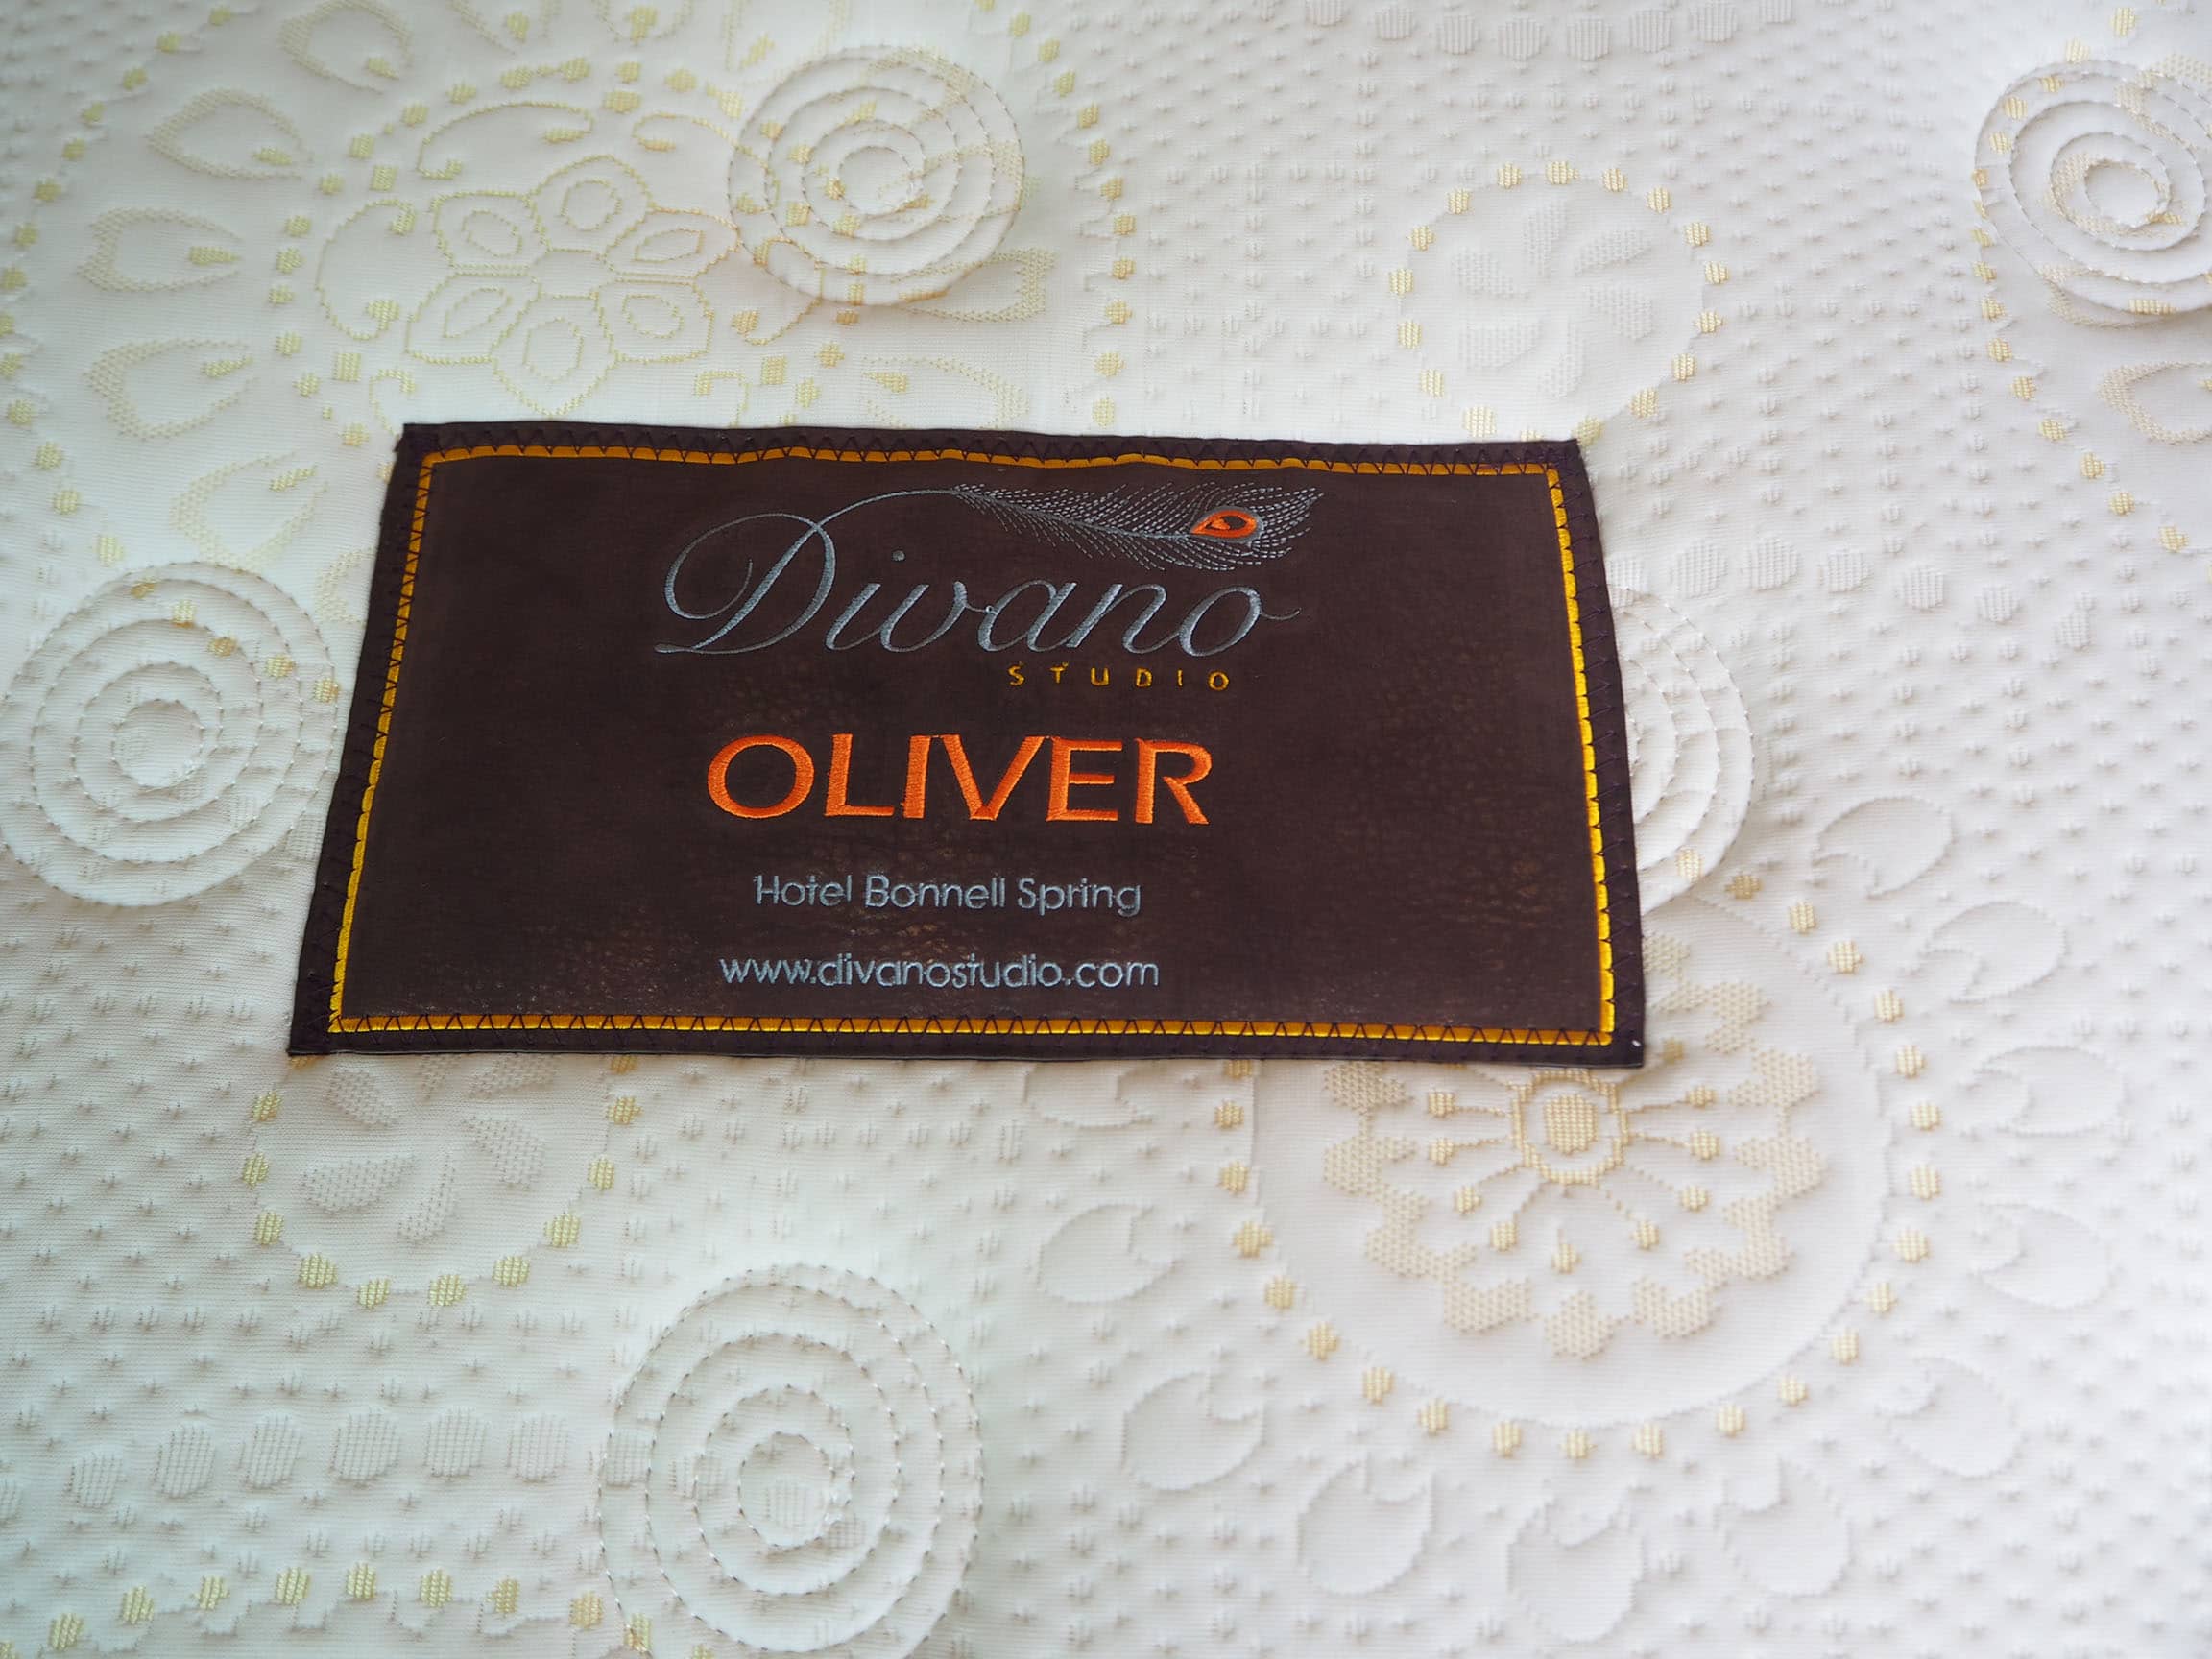 Divano
STUDIO
OLIVER
Hotel Bonnell Spring
www.divanostudio.com